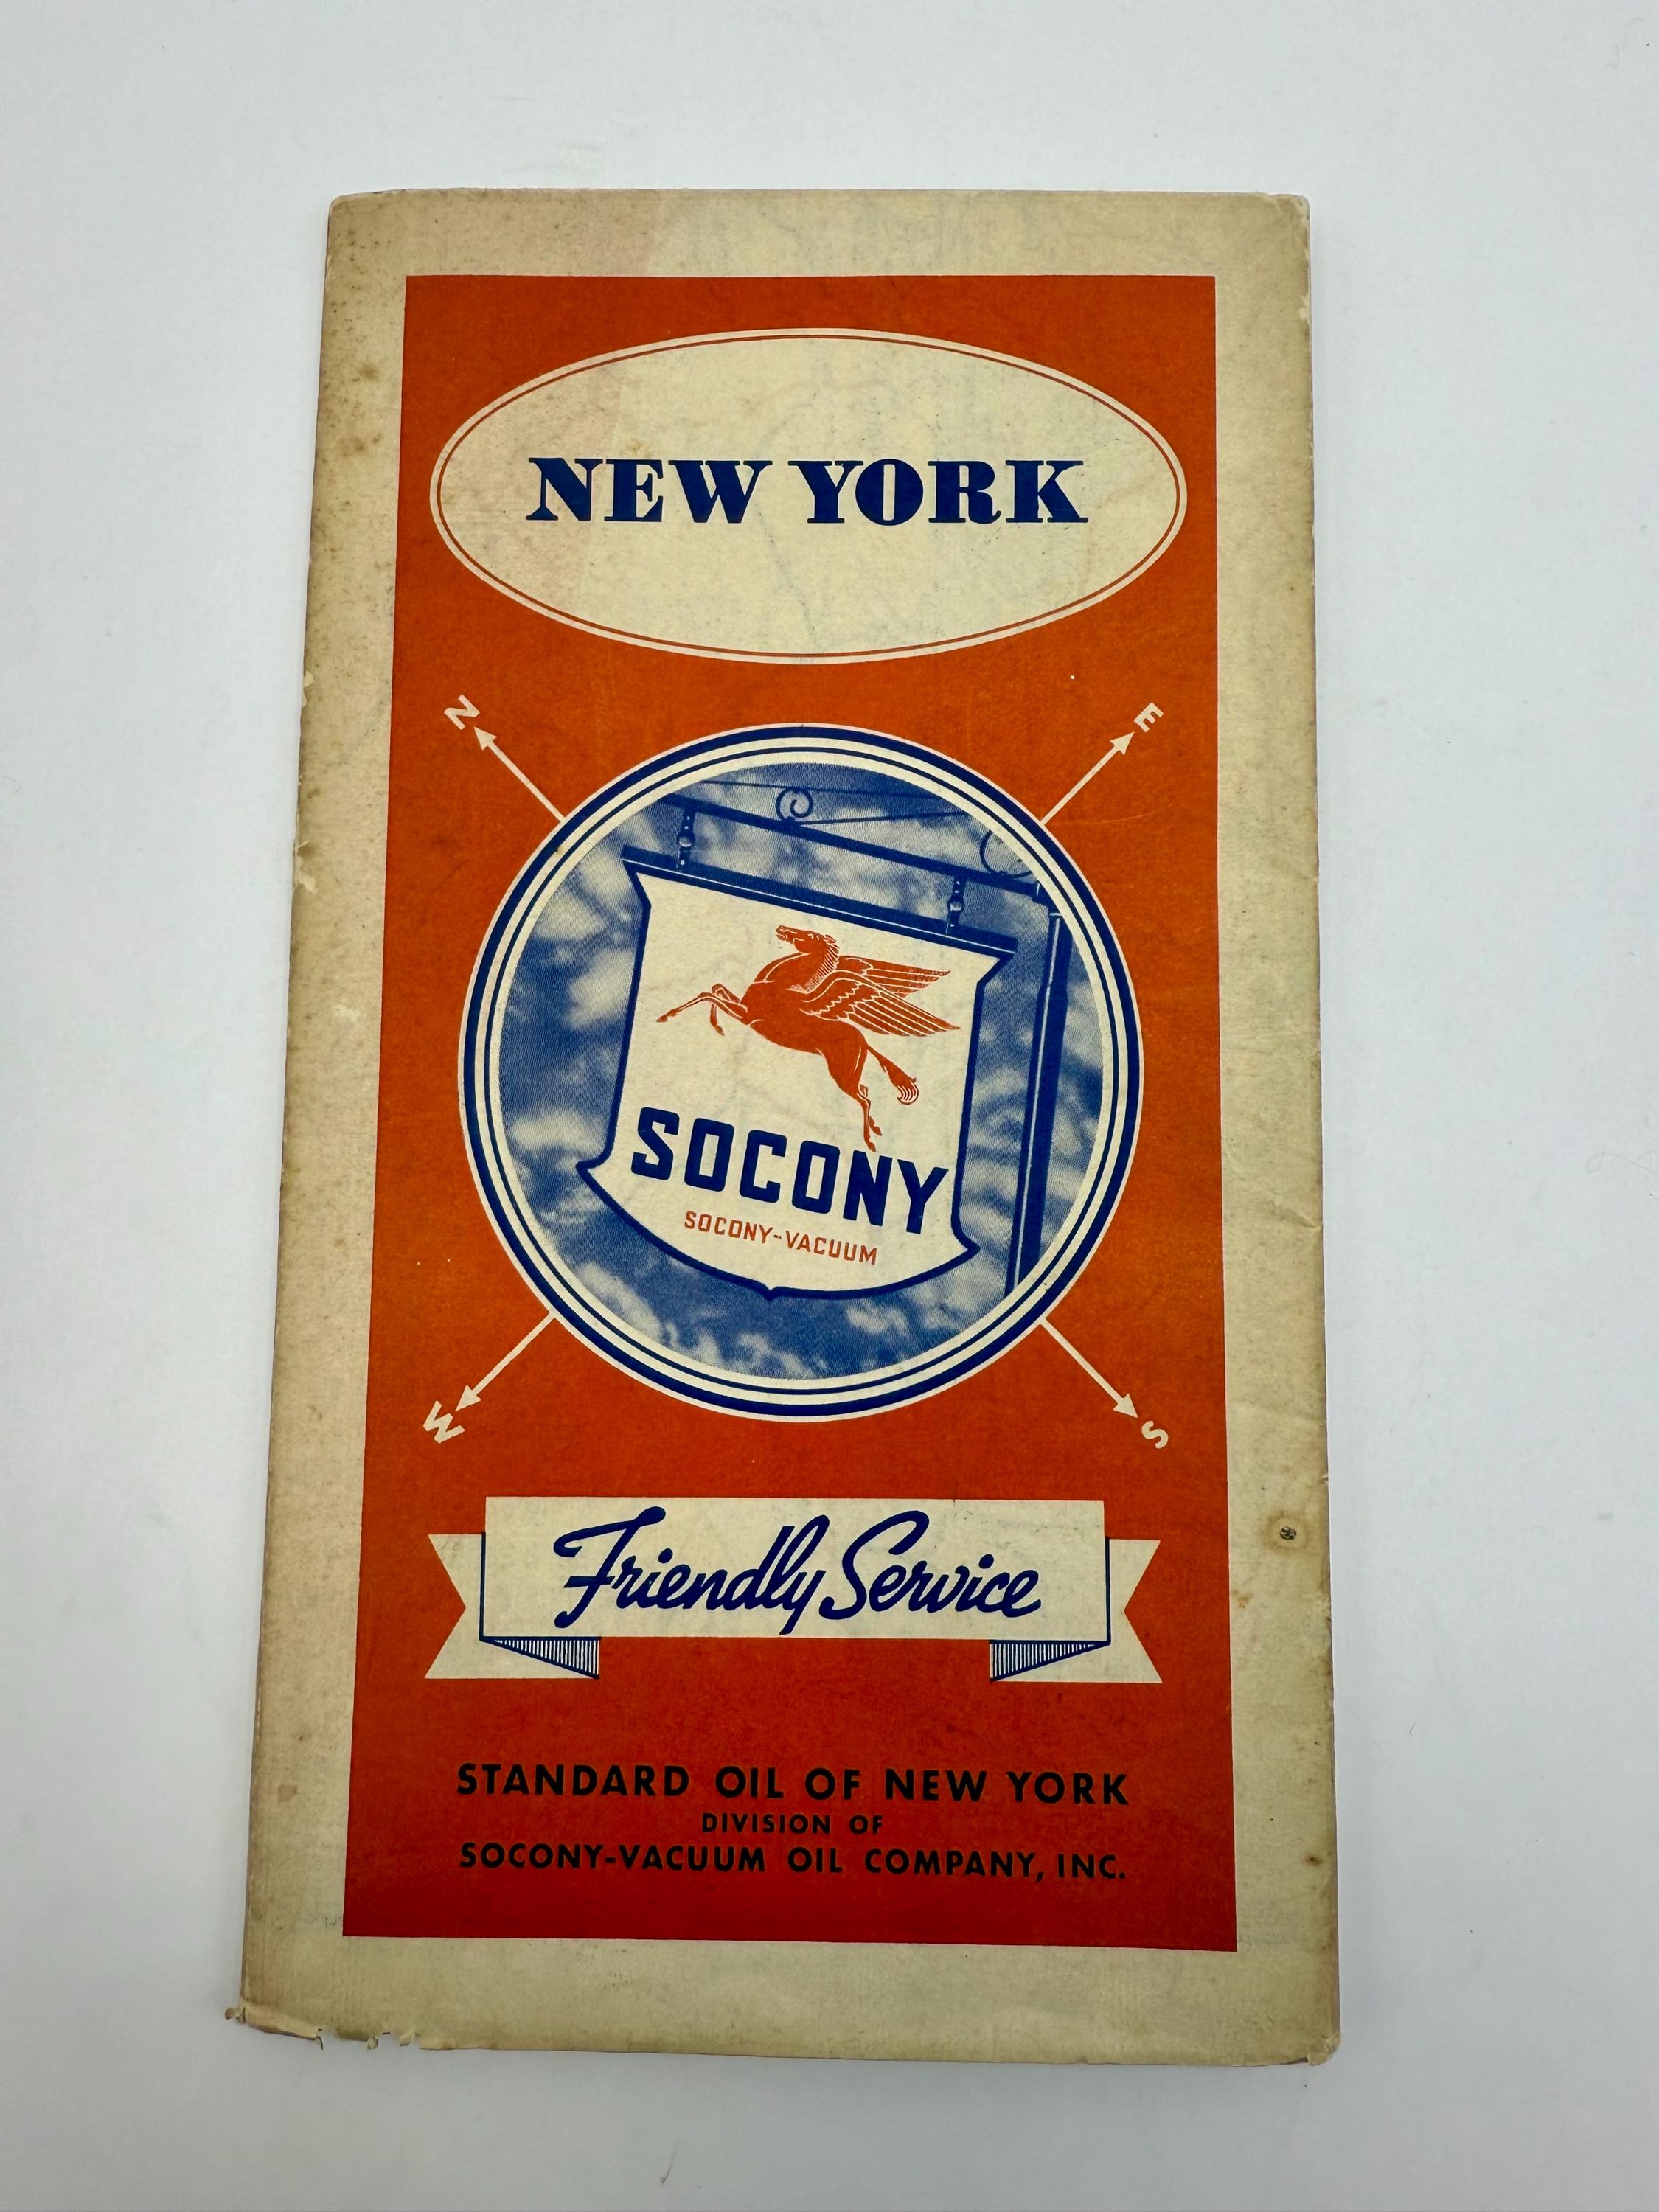 NEW YORK
N
E
SOCONY
SOCONY-VACUUM
W
S
Friendly Service
STANDARD OIL OF NEW YORK
DIVISION OF
SOCONY-VACUUM OIL COMPANY, INC.